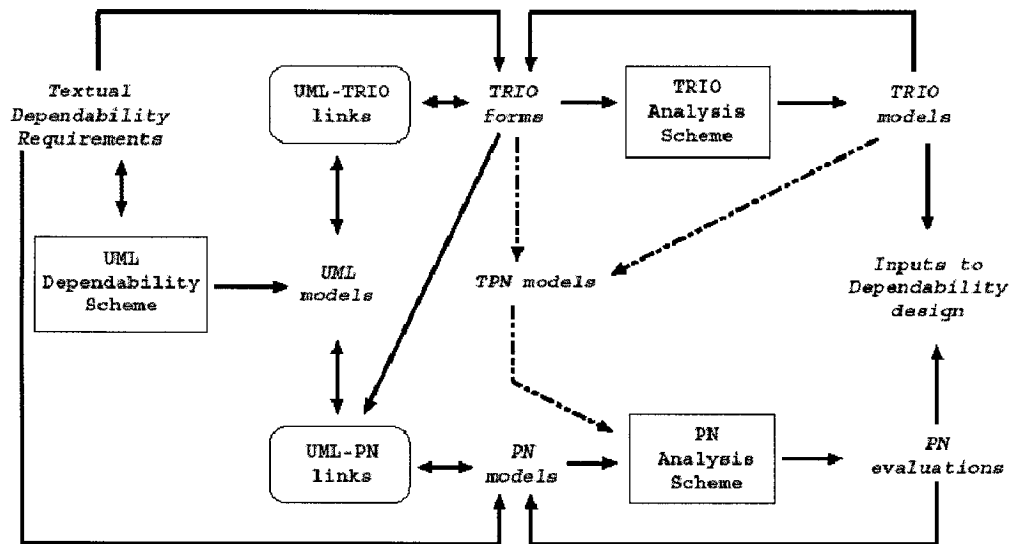 Textual
Dependability
Requirements
UML-TRIO
links
TRIO
forms
TRIO
Analysis
Scheme
TRIO
models
UML
Dependability
Scheme
UML
models
TPN models
Inputs to
Dependability
design
UML-PN
links
PN
models
PN
Analysis
Scheme
PN
evaluations